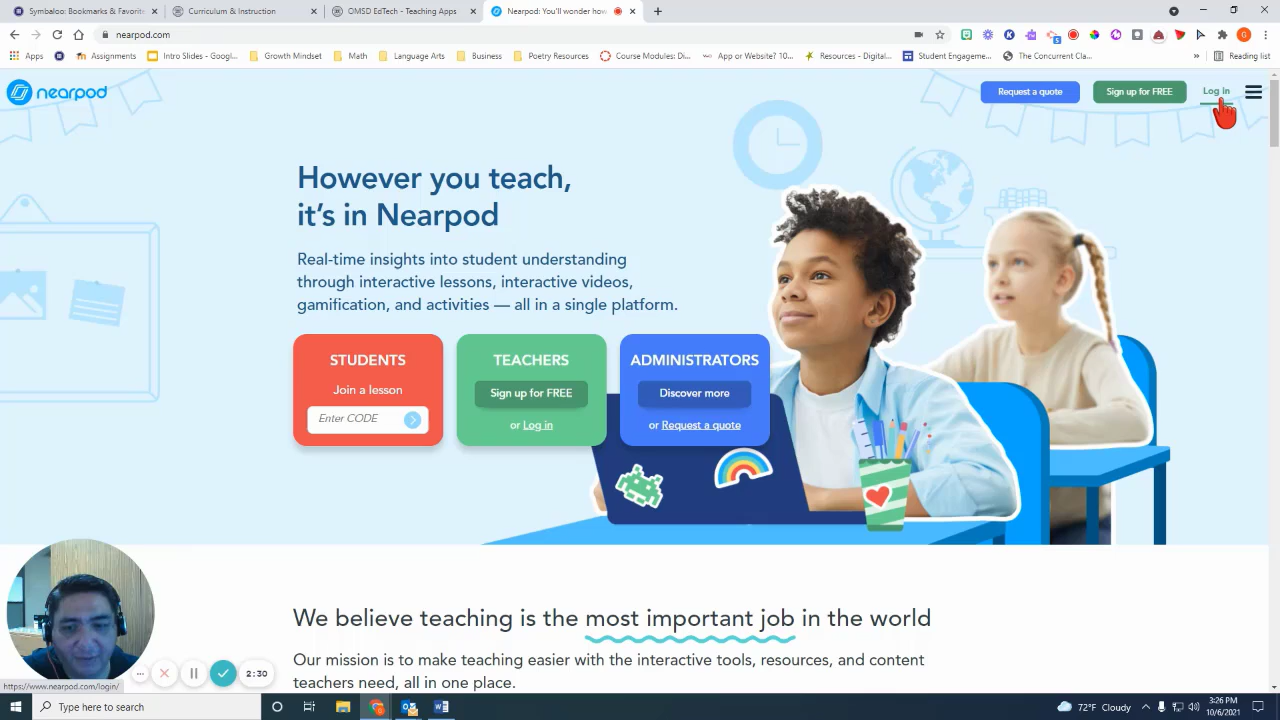 Symbaloo: Bookmarks & Favorite
Curriculum & Instruction
OMSD EdTech - Teaching Apps
Nearpod: You'll wonder how
nearpod.com
Apps
Assignments
Intro Slides - Googl...
Growth Mindset
Math
Language Arts
Business
Poetry Resources
Course Modules: Di...
App or Website? 10...
Resources - Digital...
Student Engageme...
The Concurrent Cla...
Reading list
nearpod
Request a quote
Sign up for FREE
Log in
However you teach,
it's in Nearpod
Real-time insights into student understanding
through interactive lessons, interactive videos,
gamification, and activities — all in a single platform.
STUDENTS
Join a lesson
Enter CODE
TEACHERS
Sign up for FREE
or Log in
ADMINISTRATORS
Discover more
or Request a quote
We believe teaching is the most important job in the world
Our mission is to make teaching easier with the interactive tools, resources, and content
teachers need, all in one place.
2:30
https://www.nearpod.com/login/
Type here to search
72°F Cloudy
3:26 PM
10/6/2021